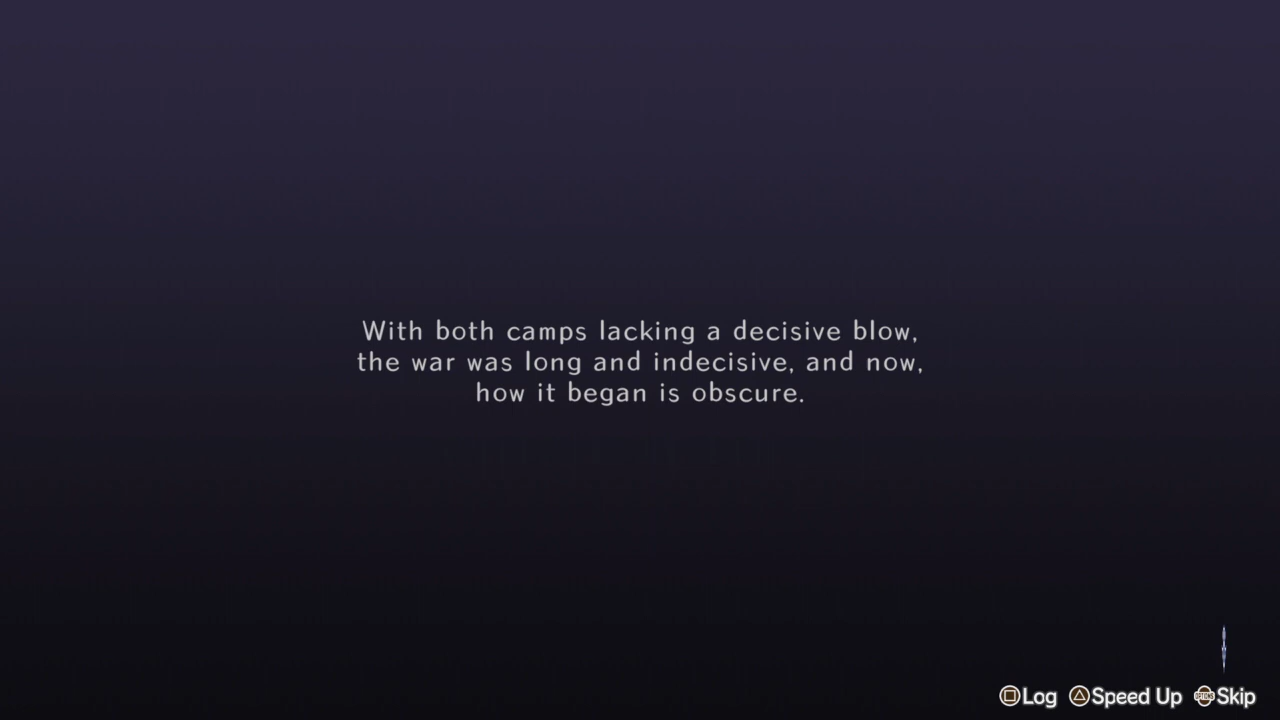 With both camps lacking a decisive blow,
the war was long and indecisive, and now,
how it began is obscure.
Log Speed Up Skip